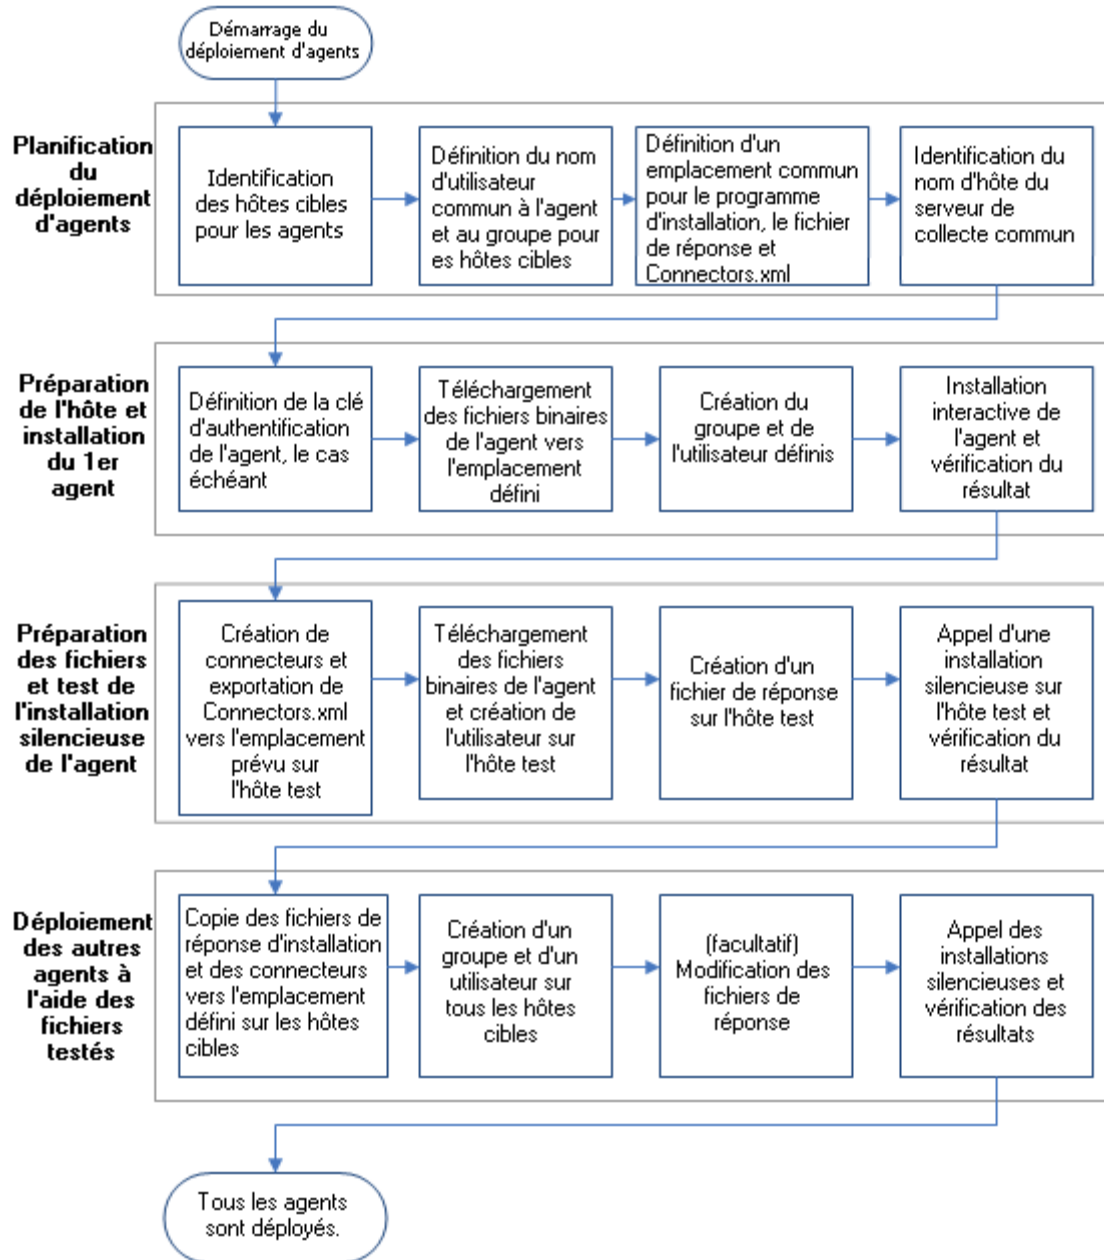 Démarrage du
déploiement d'agents
Planification
du
déploiement
d'agents
Identification
des hôtes cibles
pour les agents
Définition du nom
d'utilisateur
commun à l'agent
et au groupe pour
es hôtes cibles
Définition d'un
emplacement commun
pour le programme
d'installation, le fichier
de réponse et
Connectors.xml
Identification du
nom d'hôte du
serveur de
collecte commun
Préparation
de l'hôte et
installation
du 1er
agent
Définition de la clé
d'authentification
de l'agent, le cas
échéant
Téléchargement
des fichiers binaires
de l'agent vers
l'emplacement
défini
Création du
groupe et de
l'utilisateur définis
Installation
interactive de
l'agent et
vérification du
résultat
Préparation
des fichiers
et test de
l'installation
silencieuse
de l'agent
Création de
connecteurs et
exportation de
Connectors.xml
vers l'emplacement
prévu sur
l'hôte test
Téléchargement
des fichiers
binaires de l'agent
et création de
l'utilisateur sur
l'hôte test
Création d'un
fichier de réponse
sur l'hôte test
Appel d'une
installation
silencieuse sur
l'hôte test et
vérification du
résultat
Déploiement
des autres
agents à
l'aide des
fichiers
testés
Copie des fichiers de
réponse d'installation
et des connecteurs
vers l'emplacement
défini sur les hôtes
cibles
Création d'un
groupe et d'un
utilisateur sur
tous les hôtes
cibles
(facultatif)
Modification des
fichiers de
réponse
Appel des
installations
silencieuses et
vérification des
résultats
Tous les agents
sont déployés.